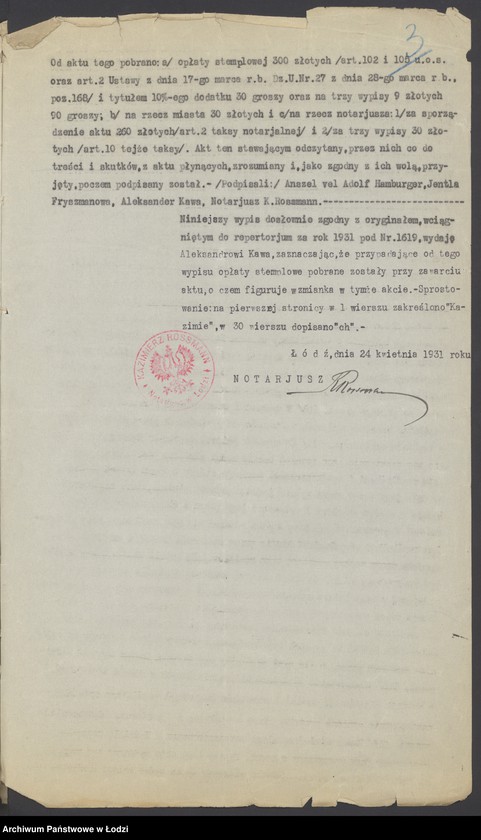 3
Od aktu tego pobrano:a/ opłaty stemplowej 300 złotych /art.102 i 105 u.o.s.
oraz art.2 Ustawy z dnia 17-go marca r.b. Dz.U.Nr.27 z dnia 28-go marca r b.,
poz.168/ i tytułem 10%-ego dodatku 30 groszy oraz na trzy wypisy 9 złotych
90 groszy; b/ na rzecz miasta 30 złotych i c/na rzecz notarjusza:1/za sporzą-
dzenie aktu 260 złotych/art.2 taksy notarjalnej/ i 2/za trzy wypisy 30 zło-
tych /art.10 tejże taksy/. Akt ten stawającym odczytany,przez nich co do
treści i skutków,z aktu płynących,zrozumiany i,jako zgodny z ich wolą,przy-
jęty,poczem podpisany został.- /Podpisali:/ Anszel vel Adolf Hamburger,Jentla
Fryszmanowa, Aleksander Kawa, Notarjusz K.Rossmann.------------------------
Niniejszy wypis dosłownie zgodny z oryginałem,wciąg-
niętym do repertorjum za rok 1931 pod Nr.1619,wydaję
Aleksandrowi Kawa,zaznaczając,że przypadające od tego
wypisu opłaty stemplowe pobrane zostały przy zawarciu
aktu,o czem figuruje wzmianka w tymże akcie.-Sprosto-
wanie:na pierwszej stronicy w 1 wierszu zakreślono"Ka-
zimie",w 30 wierszu dopisano"ch".-
Łódź,dnia 24 kwietnia 1931 roku
KAZIMIERZ ROSSMANN
NOTARJUSZ KRossman
Archiwum Państwowe w Łodzi